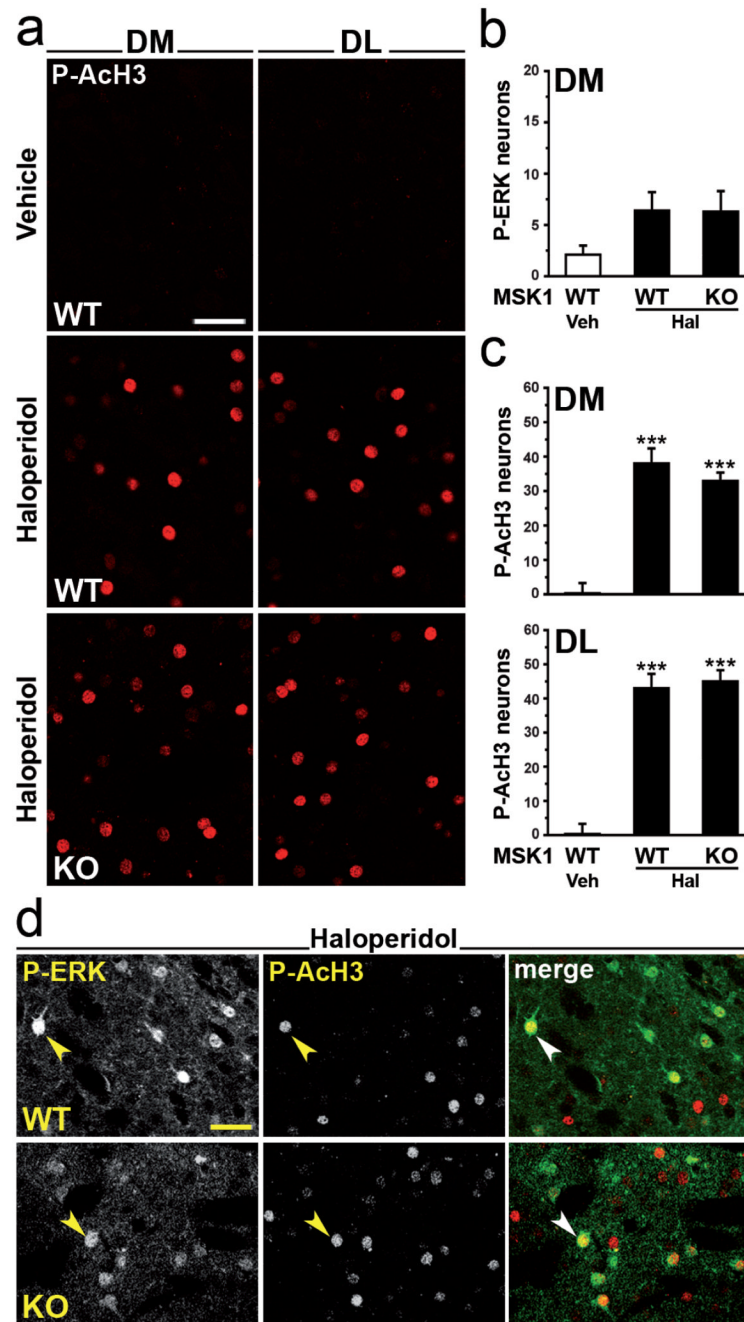 a
DM DL
P-AcH3
Vehicle
WT
Haloperidol
WT
Haloperidol
KO
b
DM
P-ERK neurons
20
15
10
5
0
MSK1 WT WT KO
Veh Hal
c
DM
P-AcH3 neurons
60
50
40
30
20
10
0
*** ***
DL
P-AcH3 neurons
60
50
40
30
20
10
0
*** ***
MSK1 WT WT KO
Veh Hal
d
Haloperidol
P-ERK P-AcH3 merge
WT
KO